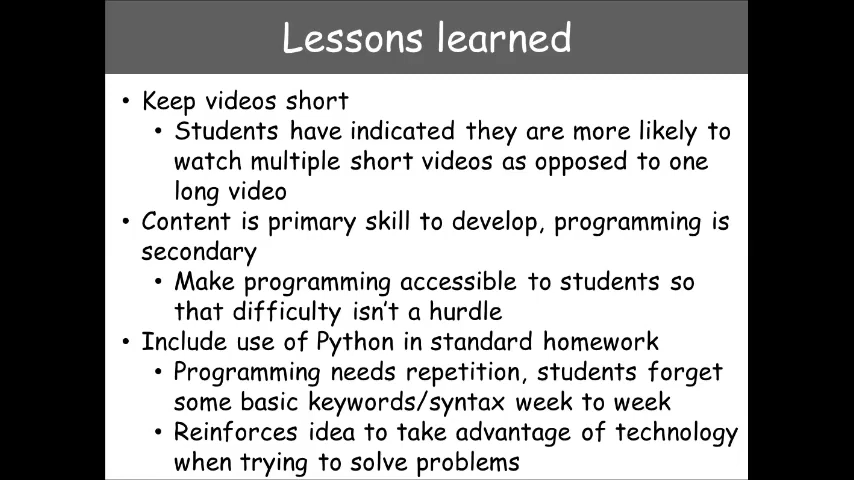 Lessons learned
• Keep videos short
• Students have indicated they are more likely to
watch multiple short videos as opposed to one
long video
• Content is primary skill to develop, programming is
secondary
• Make programming accessible to students so
that difficulty isn't a hurdle
• Include use of Python in standard homework
• Programming needs repetition, students forget
some basic keywords/syntax week to week
• Reinforces idea to take advantage of technology
when trying to solve problems